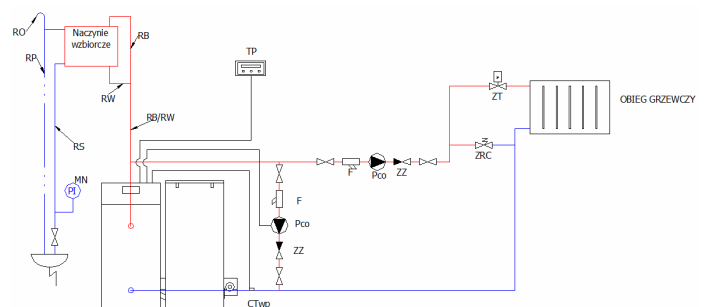 RO
Naczynie
wzbiorcze
RB
RP
TP
RW
ZT
OBIEG GRZEWCZY
RB/RW
RS
ZRC
F
Pco
ZZ
MN
PI
F
Pco
ZZ
CTwp